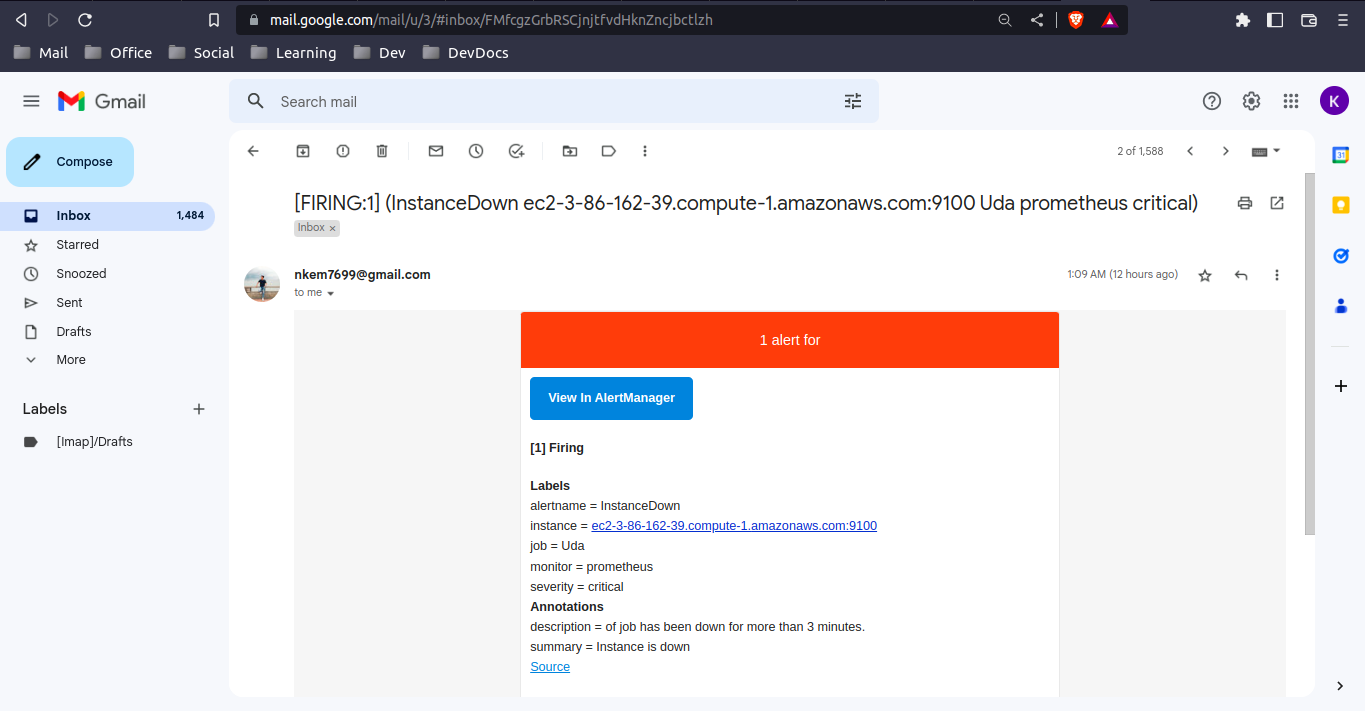 mail.google.com/mail/u/3/#inbox/FMfcgzGrbRSCjnjtfvdHknZncjbctlzh
Mail Office Social Learning Dev DevDocs
Gmail
Search mail
K
Compose
2 of 1,588
Inbox 1,484
Starred
Snoozed
Sent
Drafts
More
Labels
[Imap]/Drafts
[FIRING:1] (InstanceDown ec2-3-86-162-39.compute-1.amazonaws.com:9100 Uda prometheus critical)
Inbox ×
nkem7699@gmail.com
1:09 AM (12 hours ago)
to me
1 alert for
View In AlertManager
[1] Firing
Labels
alertname = InstanceDown
instance = ec2-3-86-162-39.compute-1.amazonaws.com:9100
job = Uda
monitor = prometheus
severity = critical
Annotations
description = of job has been down for more than 3 minutes.
summary = Instance is down
Source
31